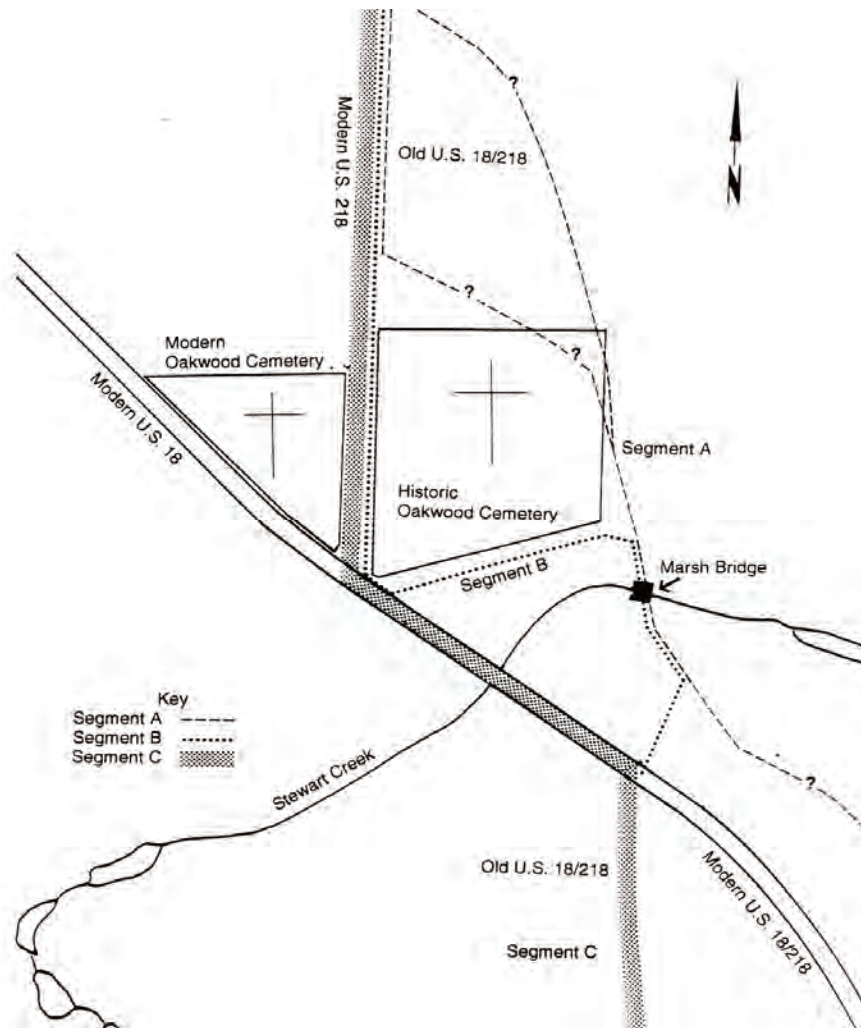 ?
Modern U.S. 218
Old U.S. 18/218
N
?
Modern
Oakwood Cemetery
?
Modern U.S. 18
Segment A
Historic
Oakwood Cemetery
Segment B
Marsh Bridge
Key
Segment A
Segment B
Segment C
Stewart Creek
?
Old U.S. 18/218
Modern U.S. 18/218
Segment C